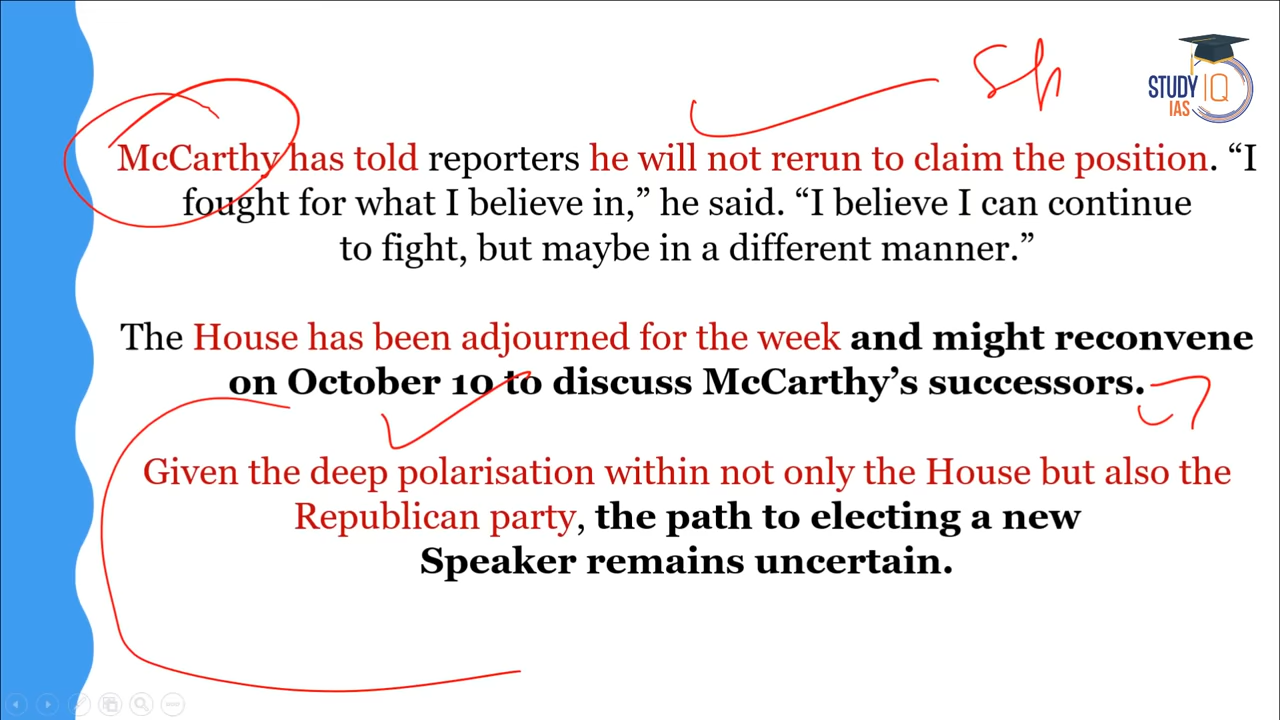 Sp
STUDY IQ
IAS
McCarthy has told reporters he will not rerun to claim the position. “I
fought for what I believe in,” he said. “I believe I can continue
to fight, but maybe in a different manner.”
The House has been adjourned for the week and might reconvene
on October 10 to discuss McCarthy’s successors.
Given the deep polarisation within not only the House but also the
Republican party, the path to electing a new
Speaker remains uncertain.